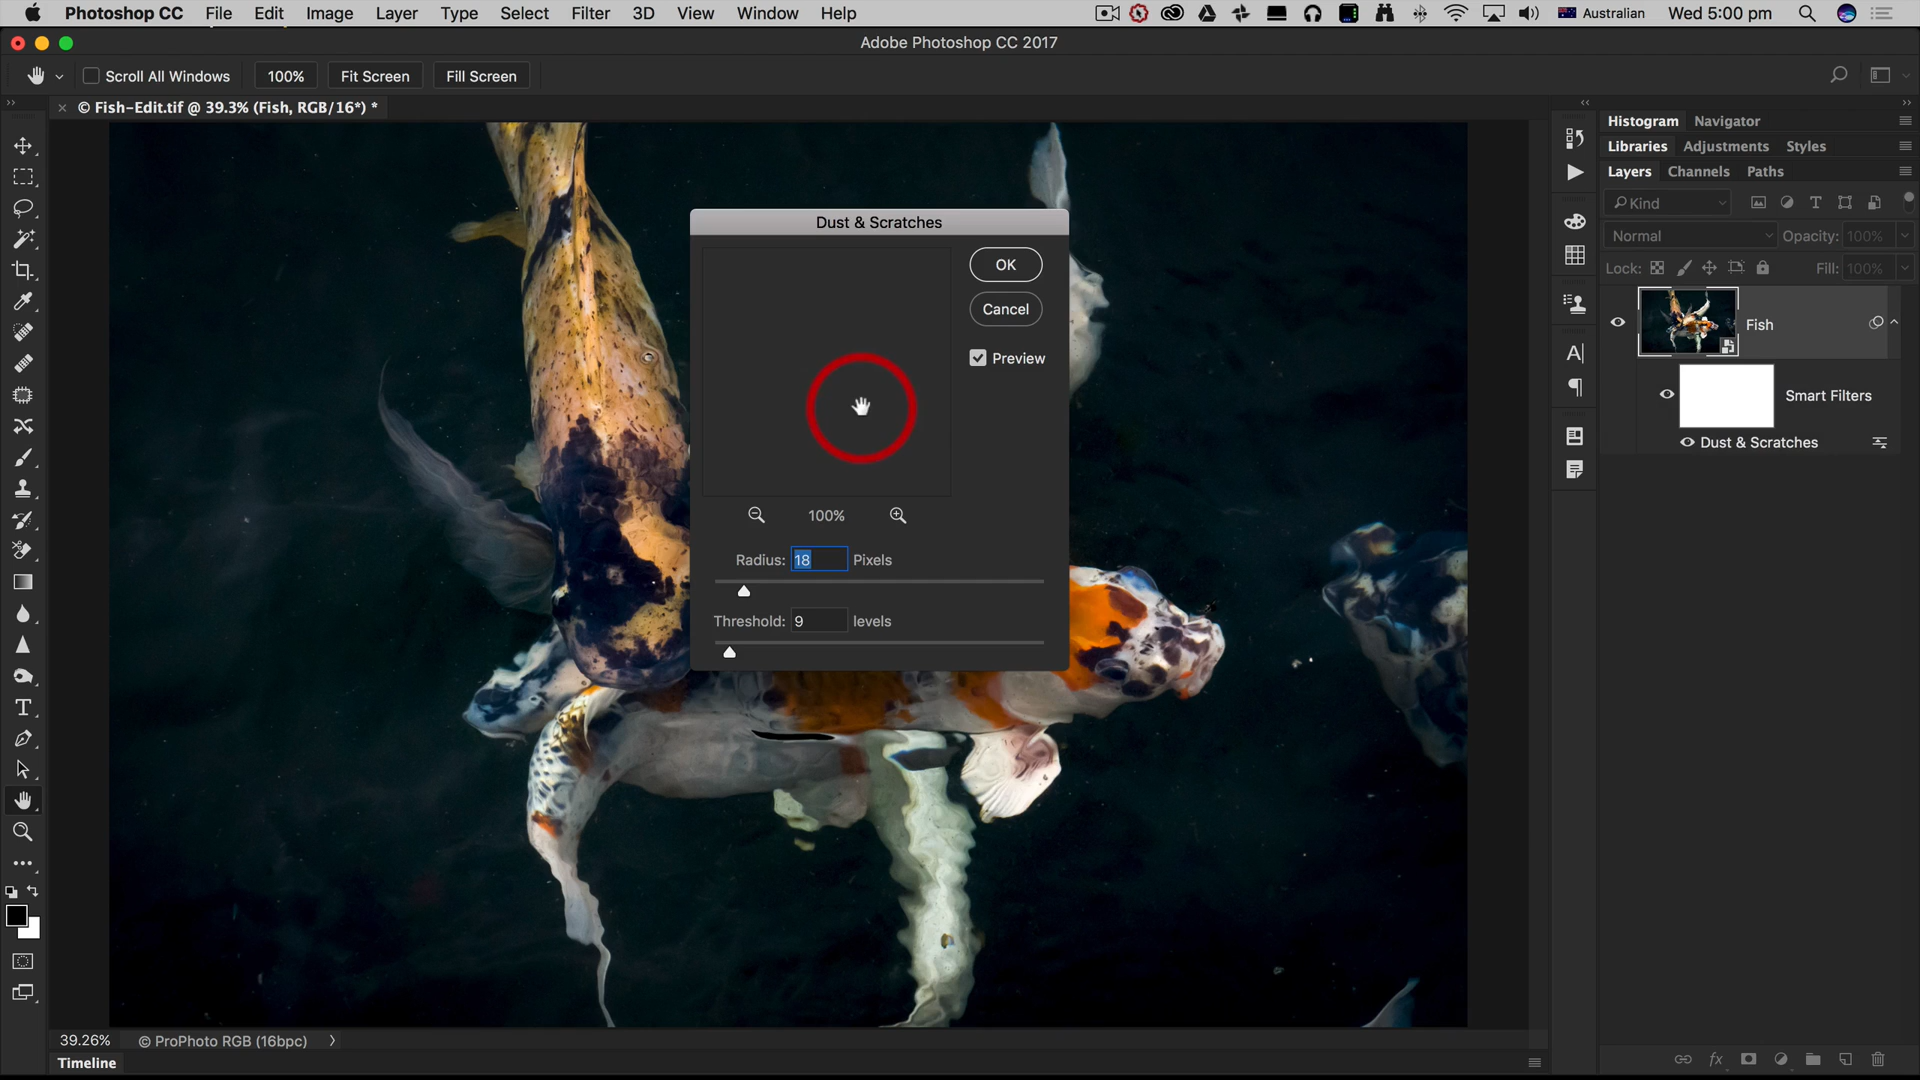 Photoshop CC File Edit Image Layer Type Select Filter 3D View Window Help Australian Wed 5:00 pm
Adobe Photoshop CC 2017
Scroll All Windows 100% Fit Screen Fill Screen
© Fish-Edit.tif @ 39.3% (Fish, RGB/16*) *
Histogram Navigator
Libraries Adjustments Styles
Layers Channels Paths
Kind
Normal Opacity: 100%
Lock: Fill: 100%
Fish
Smart Filters
Dust & Scratches
Dust & Scratches
OK
Cancel
Preview
100%
Radius: 18 Pixels
Threshold: 9 levels
39.26% © ProPhoto RGB (16bpc)
Timeline
fx